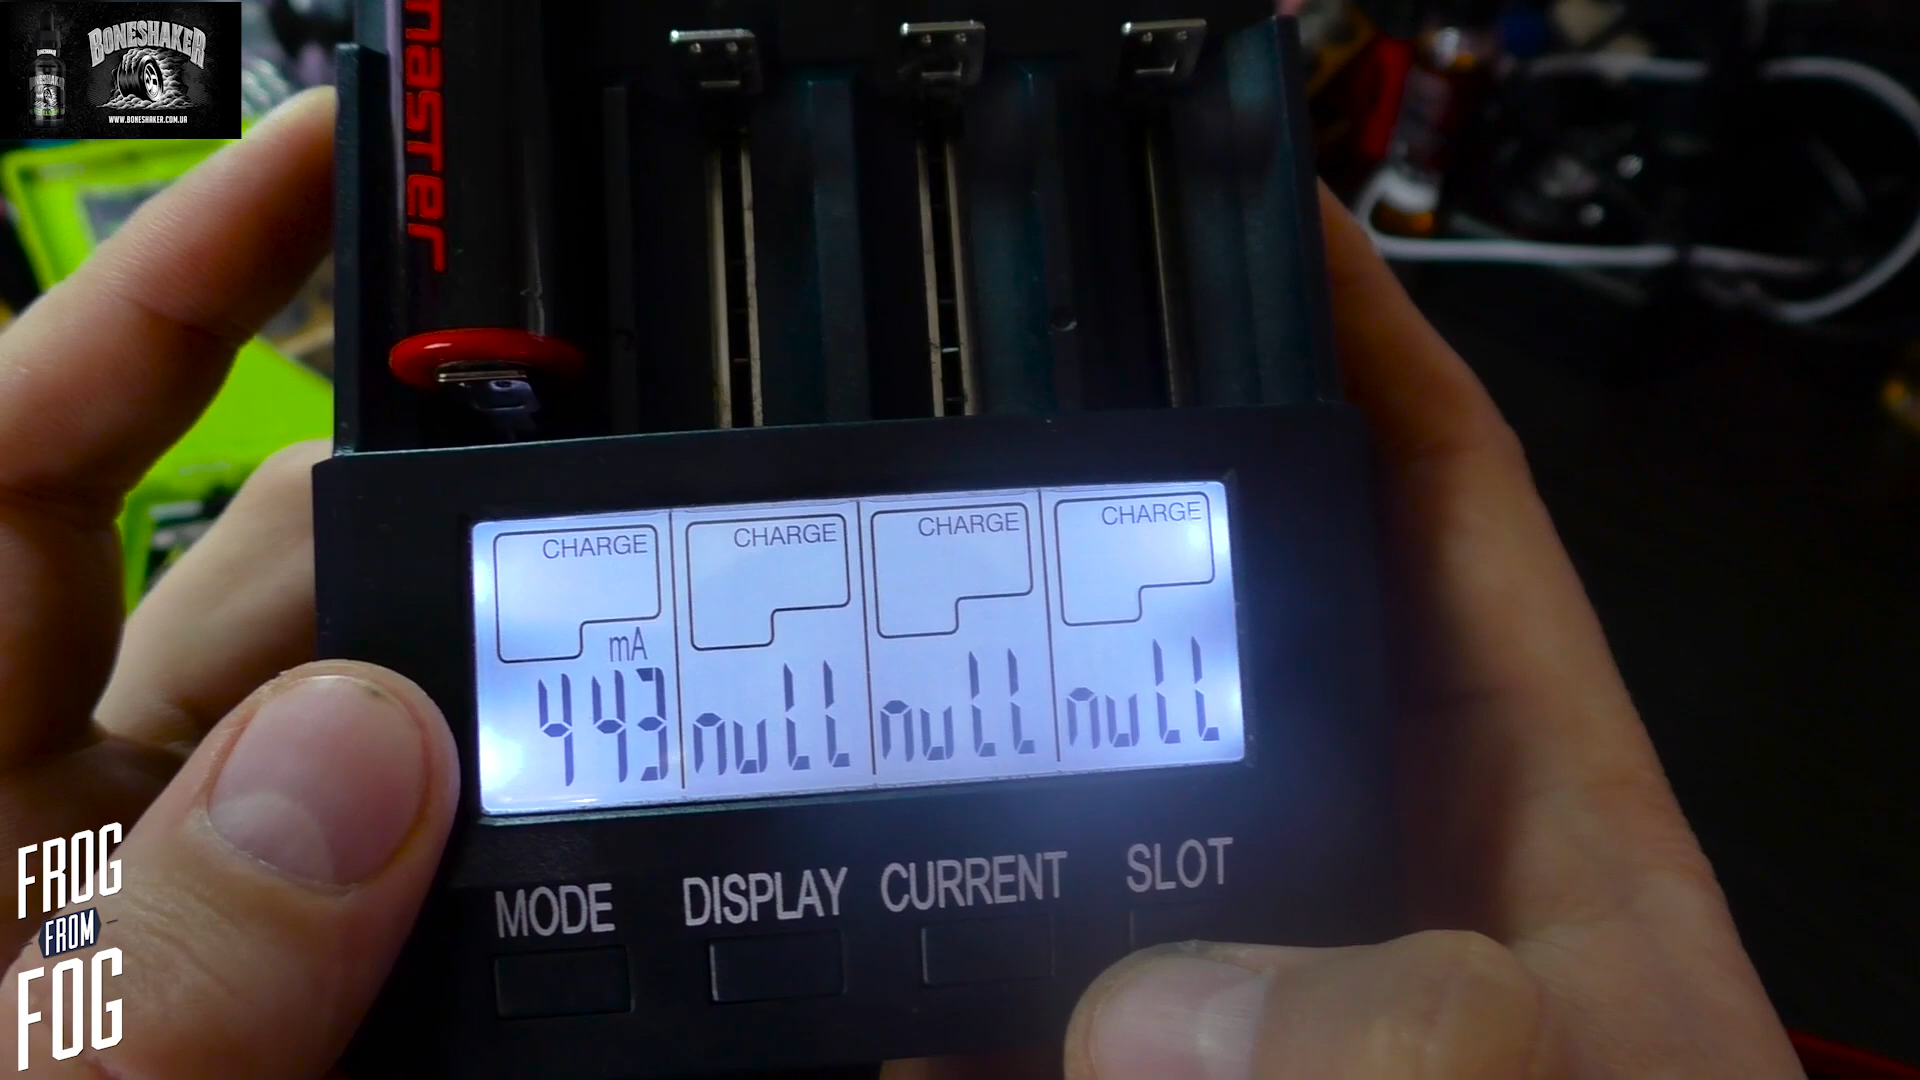 BONESHAKER
WWW.BONESHAKER.COM.UA
master
CHARGE CHARGE CHARGE CHARGE
mA
443 null null null
MODE DISPLAY CURRENT SLOT
FROG
FROM
FOG